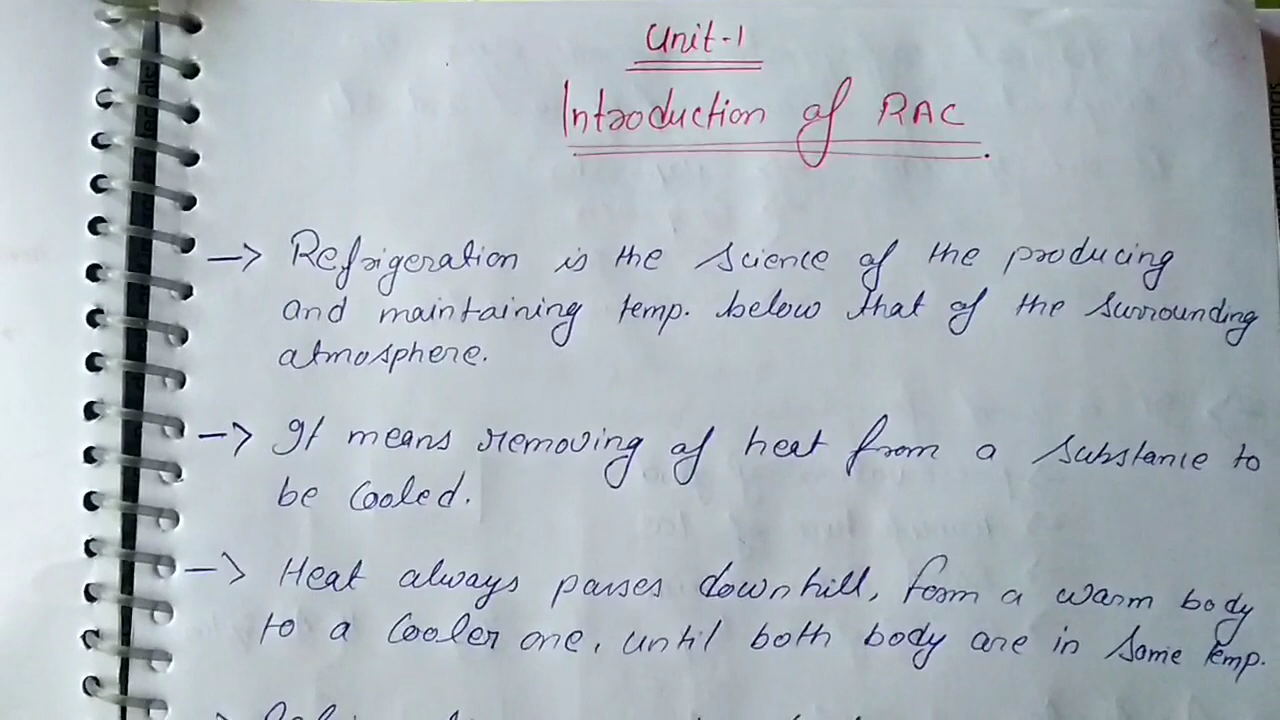 Unit-1
Introduction of RAC
→ Refrigeration is the science of the producing
and maintaining temp. below that of the surrounding
atmosphere.
→ It means removing of heat from a substance to
be cooled.
→ Heat always passes downhill, form a warm body
to a cooler one, until both body are in some temp.